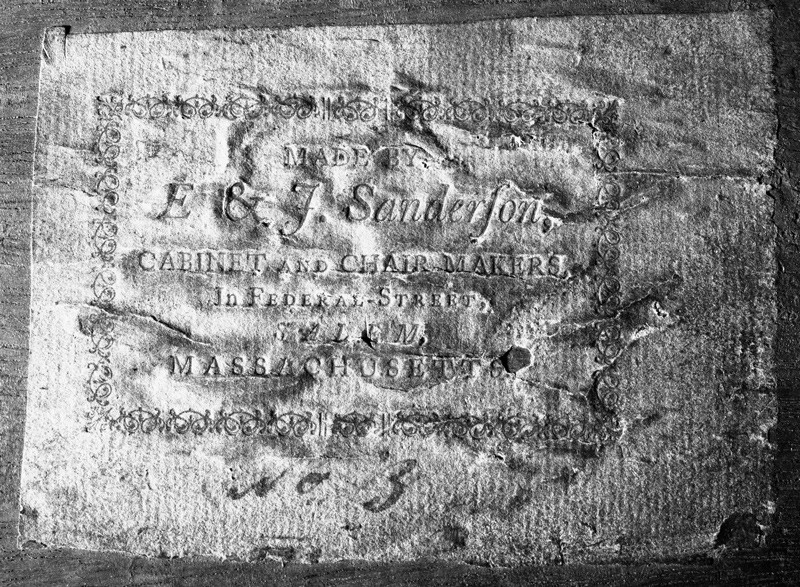 MADE BY
E & J. Sanderſon,
CABINET AND CHAIR-MAKERS,
In FEDERAL-STREET,
SALEM,
MASSACHUSETTS.
No 3